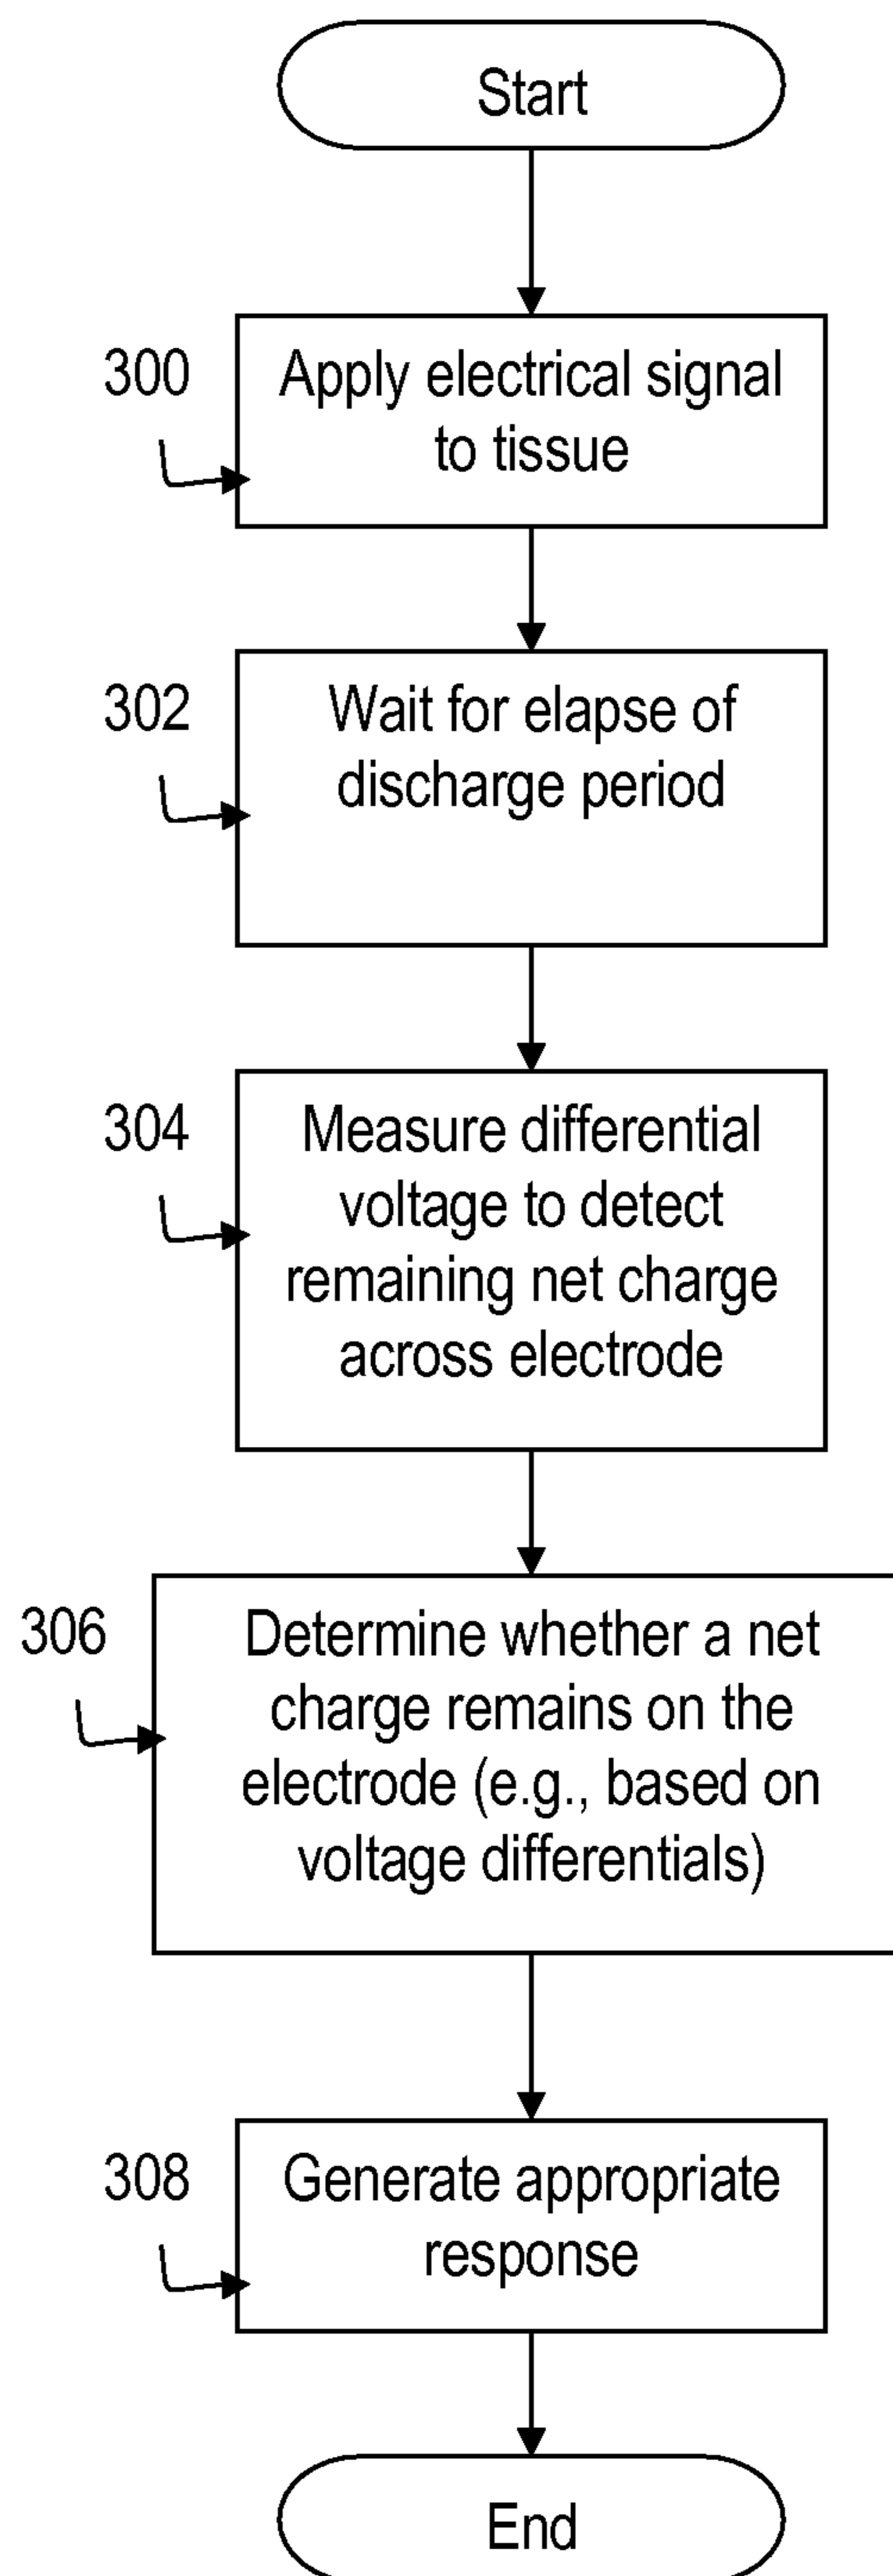 Start
300
Apply electrical signal
to tissue
302
Wait for elapse of
discharge period
304
Measure differential
voltage to detect
remaining net charge
across electrode
306
Determine whether a net
charge remains on the
electrode (e.g., based on
voltage differentials)
308
Generate appropriate
response
End